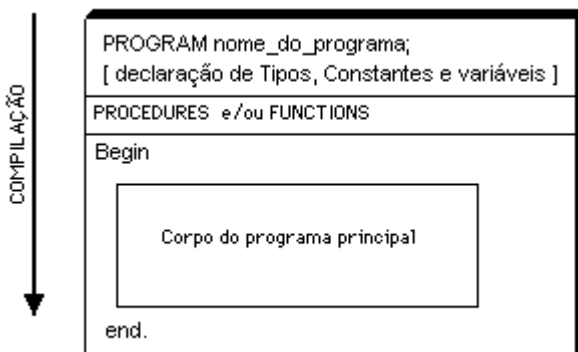 COMPILAÇÃO
PROGRAM nome_do_programa;
[ declaração de Tipos, Constantes e variáveis ]
PROCEDURES e/ou FUNCTIONS
Begin
Corpo do programa principal
end.